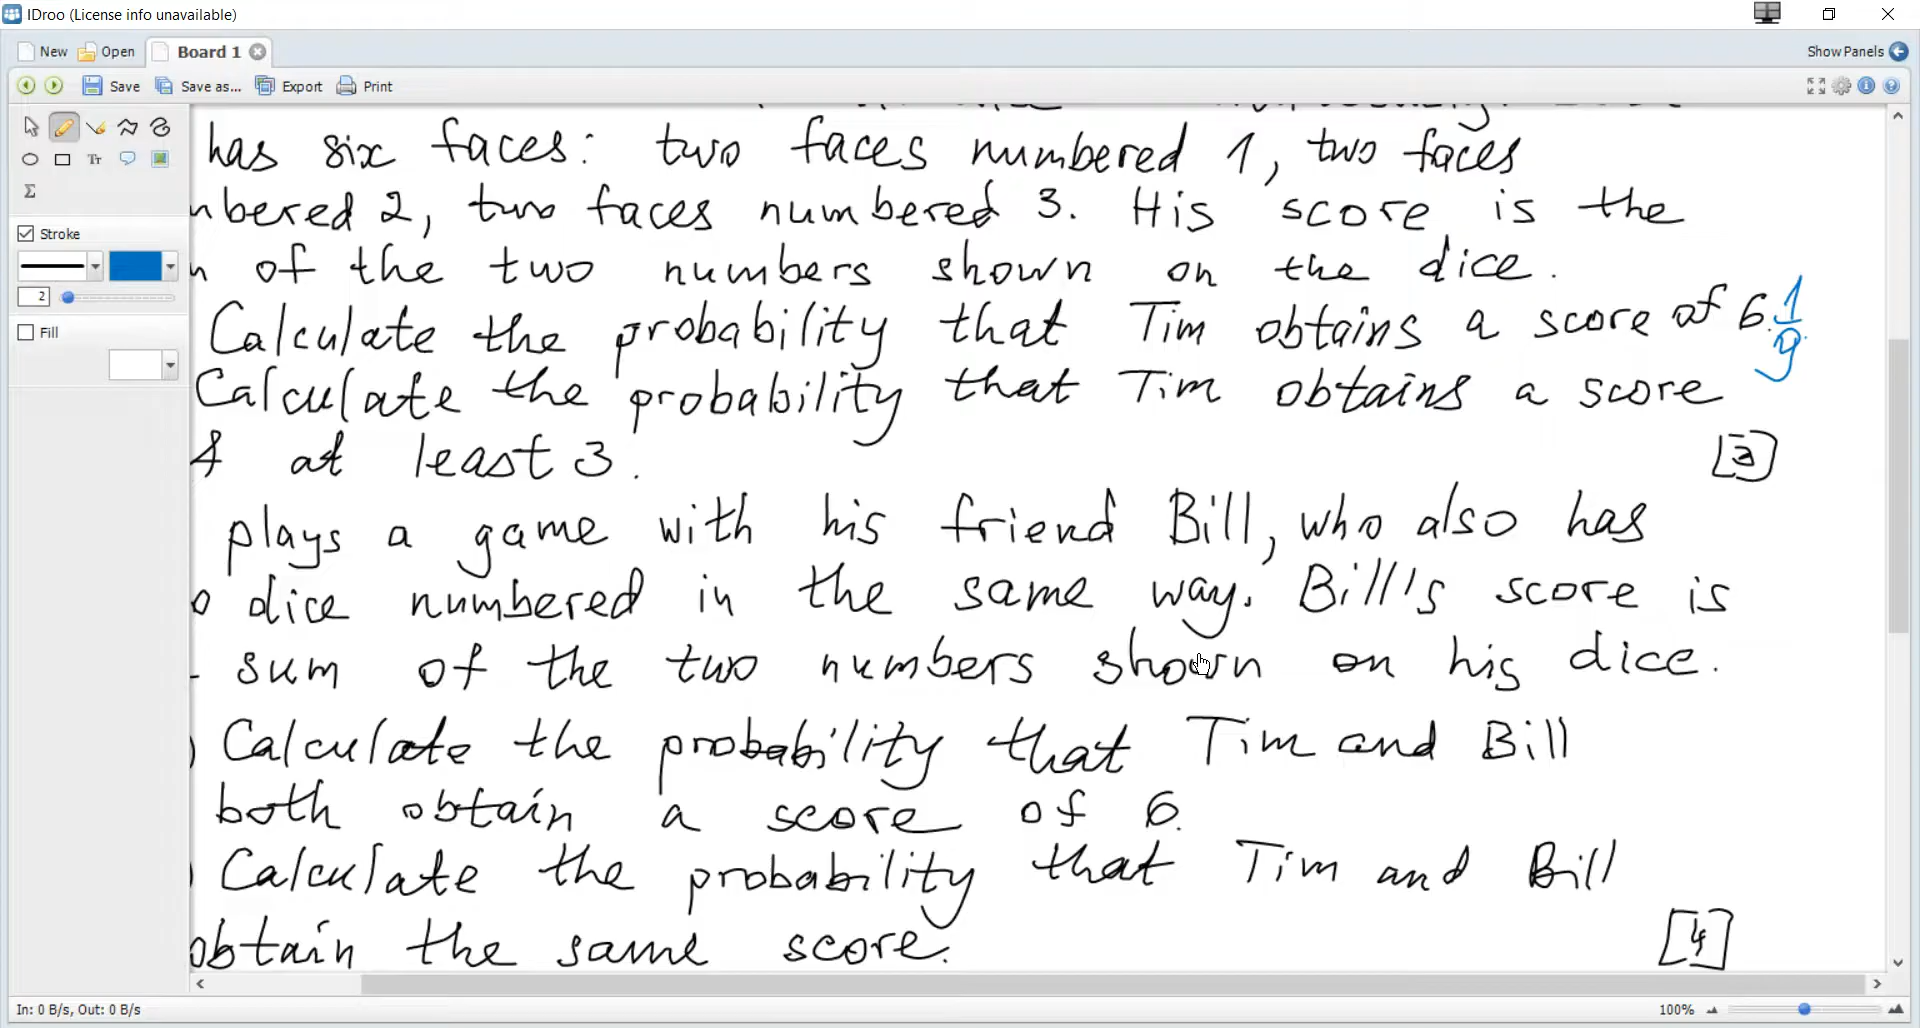 IDroo (License info unavailable)
New Open Board 1 Show Panels
Save Save as... Export Print
has six faces: two faces numbered 1, two faces
nbered 2, two faces numbered 3. His score is the
n of the two numbers shown on the dice.
Calculate the probability that Tim obtains a score of 6. 1/9
Calculate the probability that Tim obtains a score
at least 3. [3]
plays a game with his friend Bill, who also has
o dice numbered in the same way. Bill's score is
sum of the two numbers shown on his dice.
) Calculate the probability that Tim and Bill
both obtain a score of 6.
) Calculate the probability that Tim and Bill
obtain the same score. [4]
Tr
Σ
Stroke
2
Fill
In: 0 B/s, Out: 0 B/s 100%